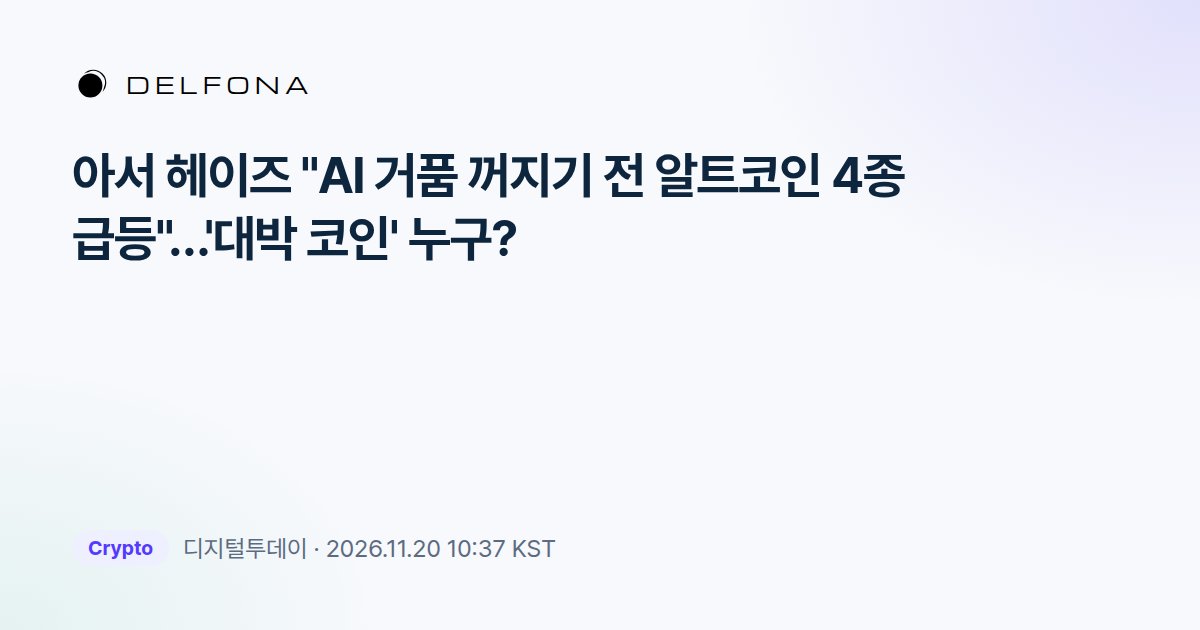 DELFONA
아서 헤이즈 "AI 거품 꺼지기 전 알트코인 4종
급등"…'대박 코인' 누구?
Crypto 디지털투데이 · 2026.11.20 10:37 KST